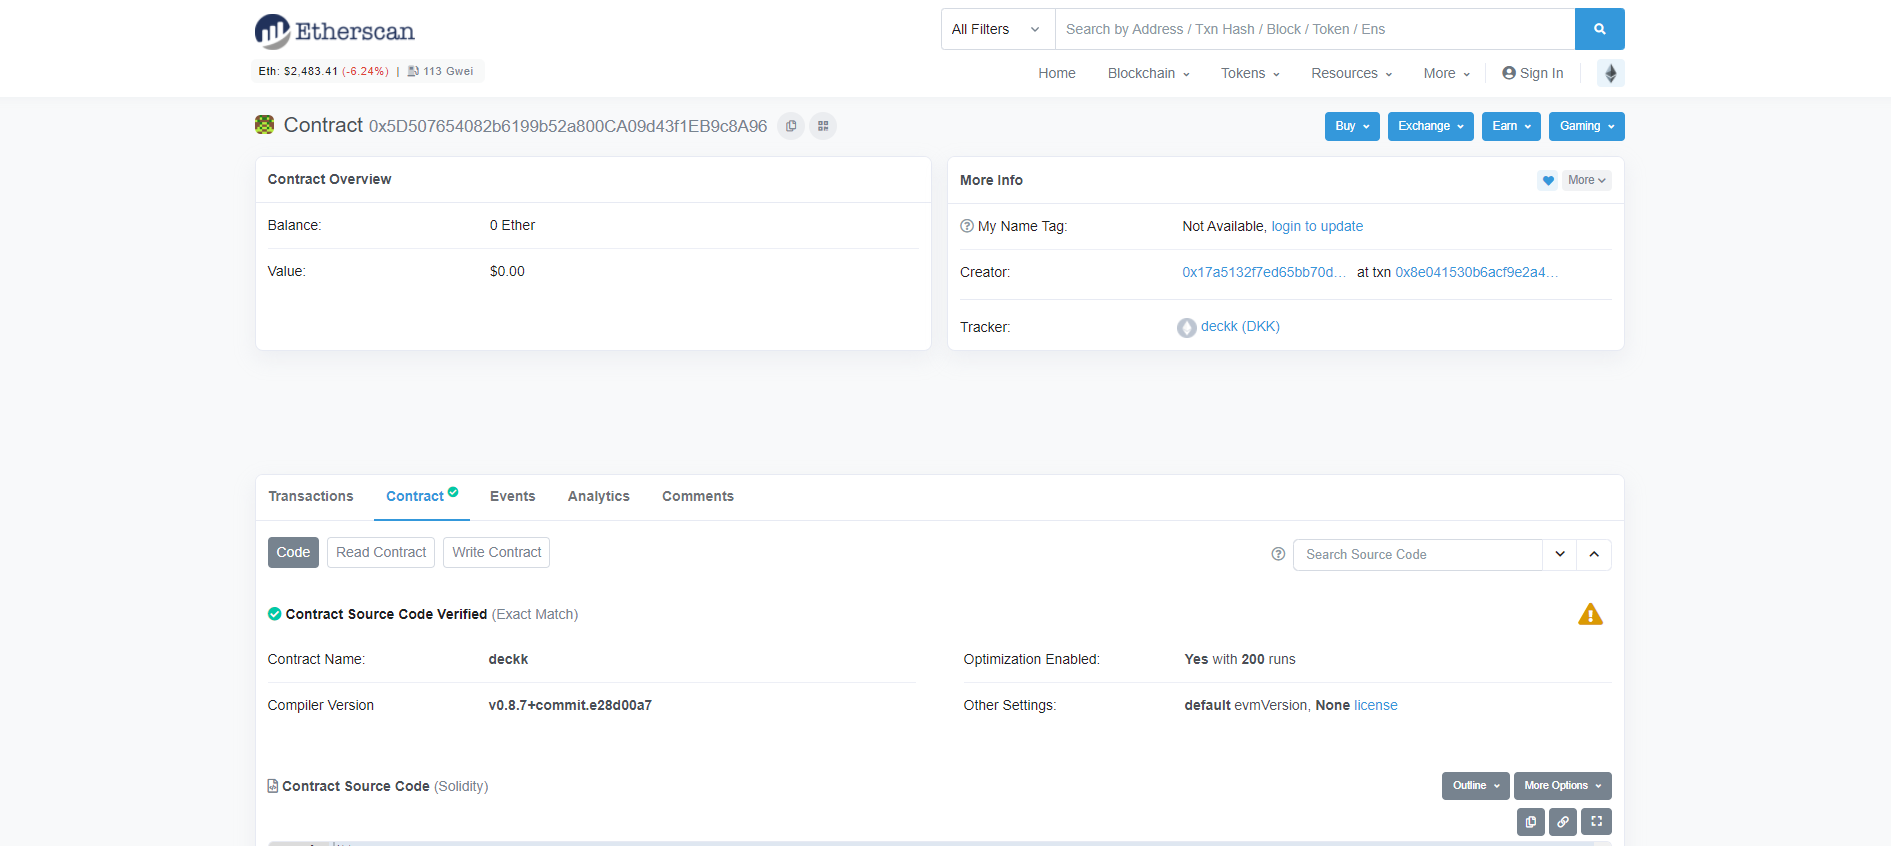 Etherscan
All Filters
Search by Address / Txn Hash / Block / Token / Ens
Eth: $2,483.41 (-6.24%) | 113 Gwei
Home Blockchain Tokens Resources More Sign In
Contract 0x5D507654082b6199b52a800CA09d43f1EB9c8A96
Buy Exchange Earn Gaming
Contract Overview
Balance: 0 Ether
Value: $0.00
More Info
More
My Name Tag: Not Available, login to update
Creator: 0x17a5132f7ed65bb70d... at txn 0x8e041530b6acf9e2a4...
Tracker: deckk (DKK)
Transactions Contract Events Analytics Comments
Code Read Contract Write Contract
Search Source Code
Contract Source Code Verified (Exact Match)
Contract Name: deckk
Optimization Enabled: Yes with 200 runs
Compiler Version v0.8.7+commit.e28d00a7
Other Settings: default evmVersion, None license
Contract Source Code (Solidity)
Outline More Options